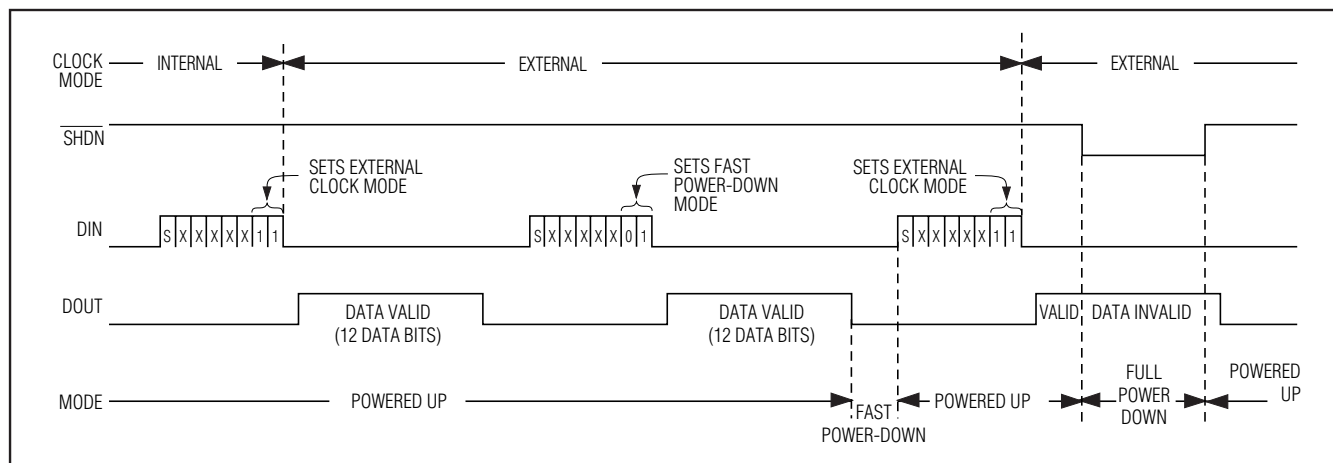 CLOCK
MODE
INTERNAL
EXTERNAL
EXTERNAL
SHDN
SETS EXTERNAL
CLOCK MODE
SETS FAST
POWER-DOWN
MODE
SETS EXTERNAL
CLOCK MODE
DIN
S X X X X X 1 1
S X X X X X 0 1
S X X X X X 1 1
DOUT
DATA VALID
(12 DATA BITS)
DATA VALID
(12 DATA BITS)
VALID
DATA INVALID
MODE
POWERED UP
FAST
POWER-DOWN
POWERED UP
FULL
POWER
DOWN
POWERED
UP